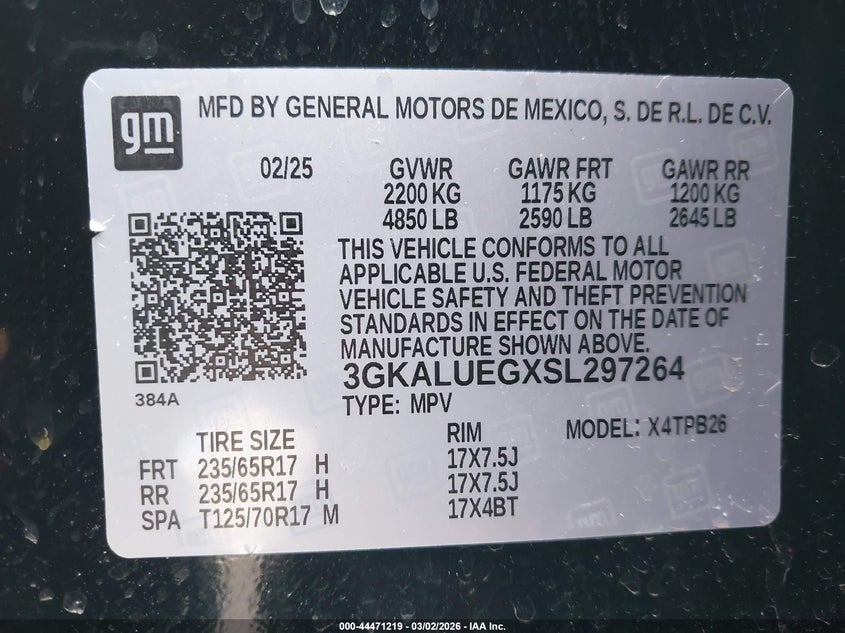 gm
MFD BY GENERAL MOTORS DE MEXICO, S. DE R.L. DE C.V.
02/25 GVWR GAWR FRT GAWR RR
2200 KG 1175 KG 1200 KG
4850 LB 2590 LB 2645 LB
THIS VEHICLE CONFORMS TO ALL
APPLICABLE U.S. FEDERAL MOTOR
VEHICLE SAFETY AND THEFT PREVENTION
STANDARDS IN EFFECT ON THE DATE OF
MANUFACTURE SHOWN ABOVE.
3GKALUEGXSL297264
384A
TYPE: MPV
MODEL: X4TPB26
TIRE SIZE RIM
FRT 235/65R17 H 17X7.5J
RR 235/65R17 H 17X7.5J
SPA T125/70R17 M 17X4BT
000-44471219 - 03/02/2026 - IAA Inc.